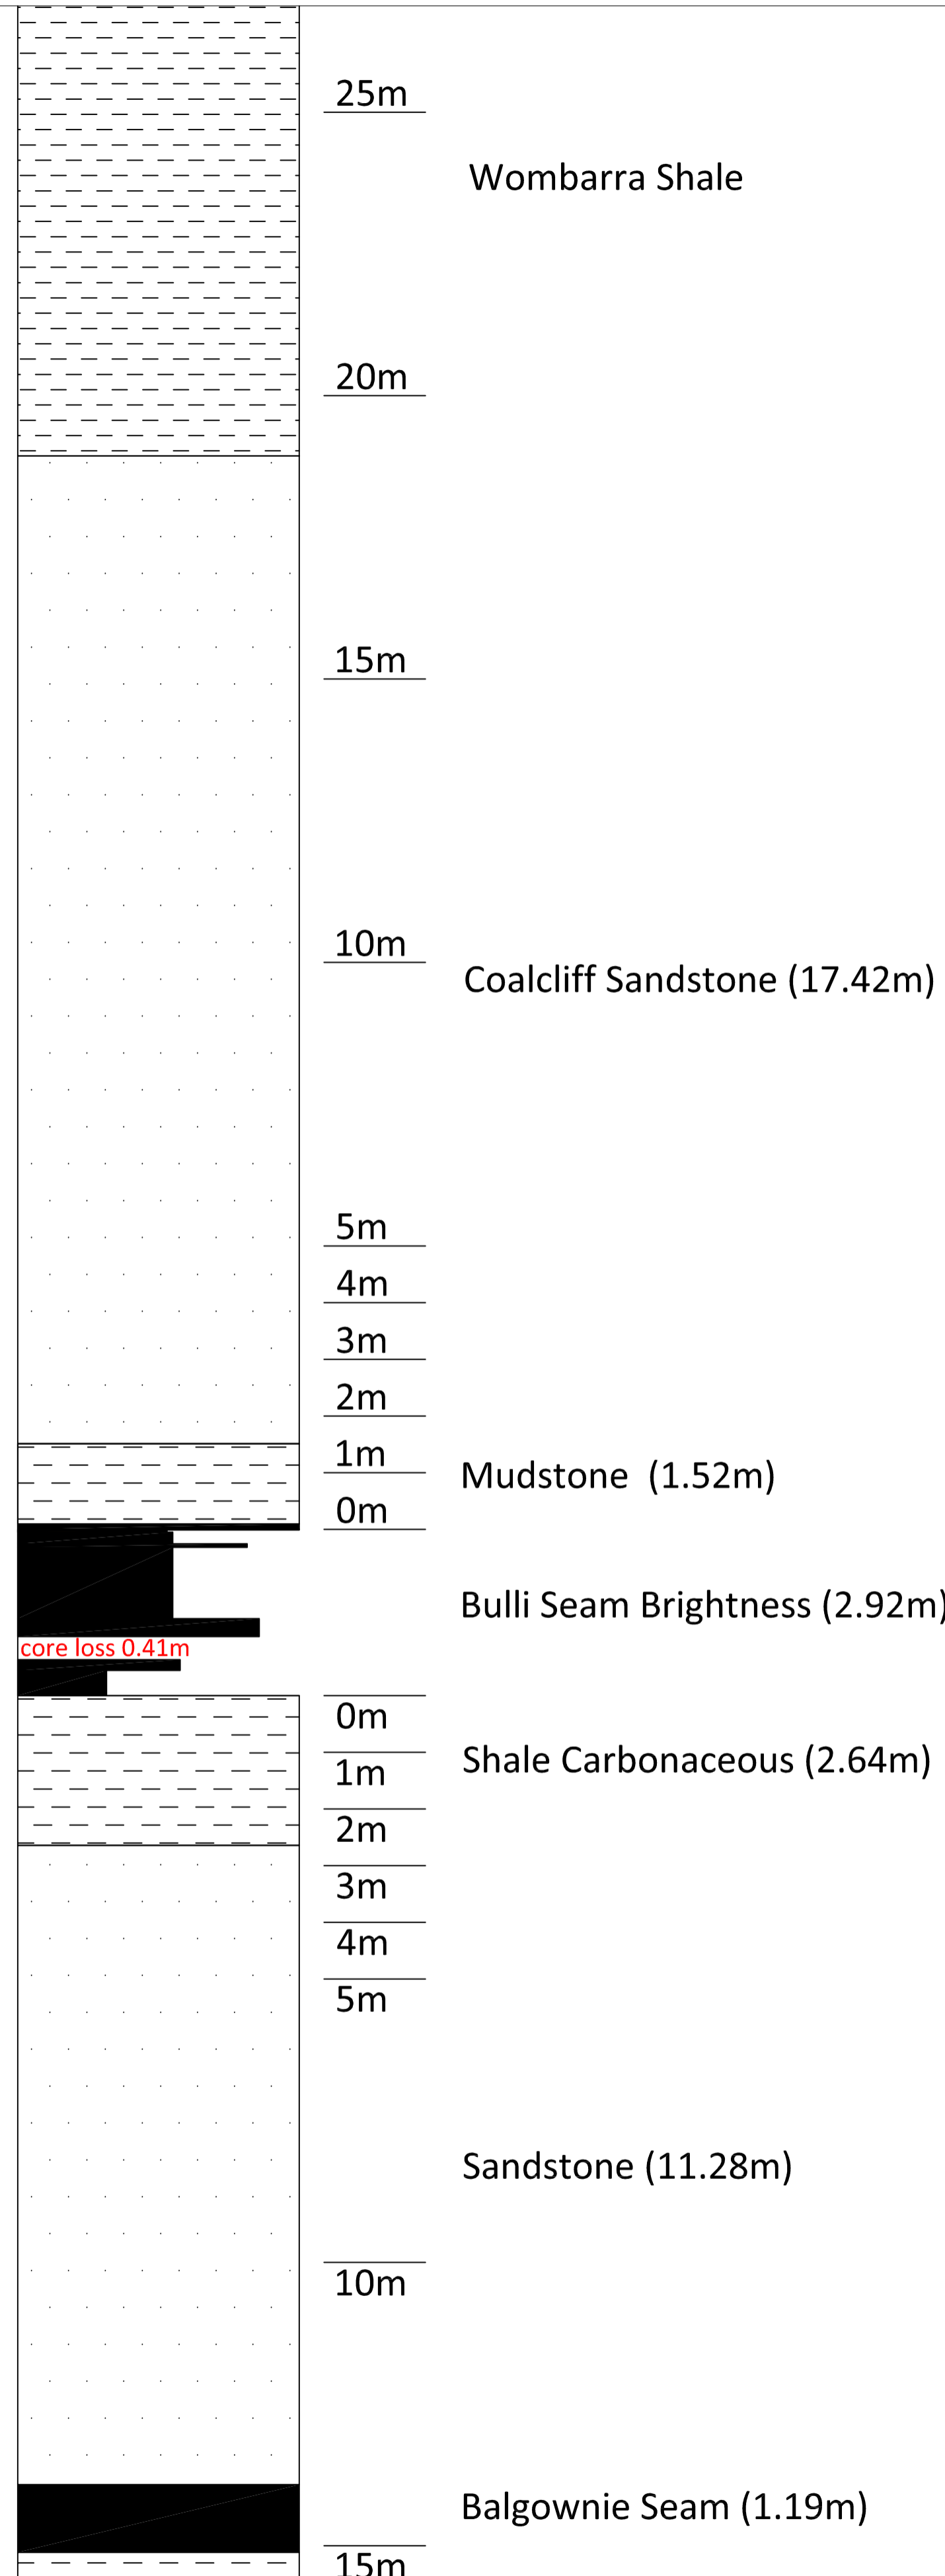 25m
Wombarra Shale
20m
15m
10m
Coalcliff Sandstone (17.42m)
5m
4m
3m
2m
1m
Mudstone  (1.52m)
0m
Bulli Seam Brightness (2.92m)
core loss 0.41m
0m
Shale Carbonaceous (2.64m)
1m
2m
3m
4m
5m
Sandstone (11.28m)
10m
Balgownie Seam (1.19m)
15m